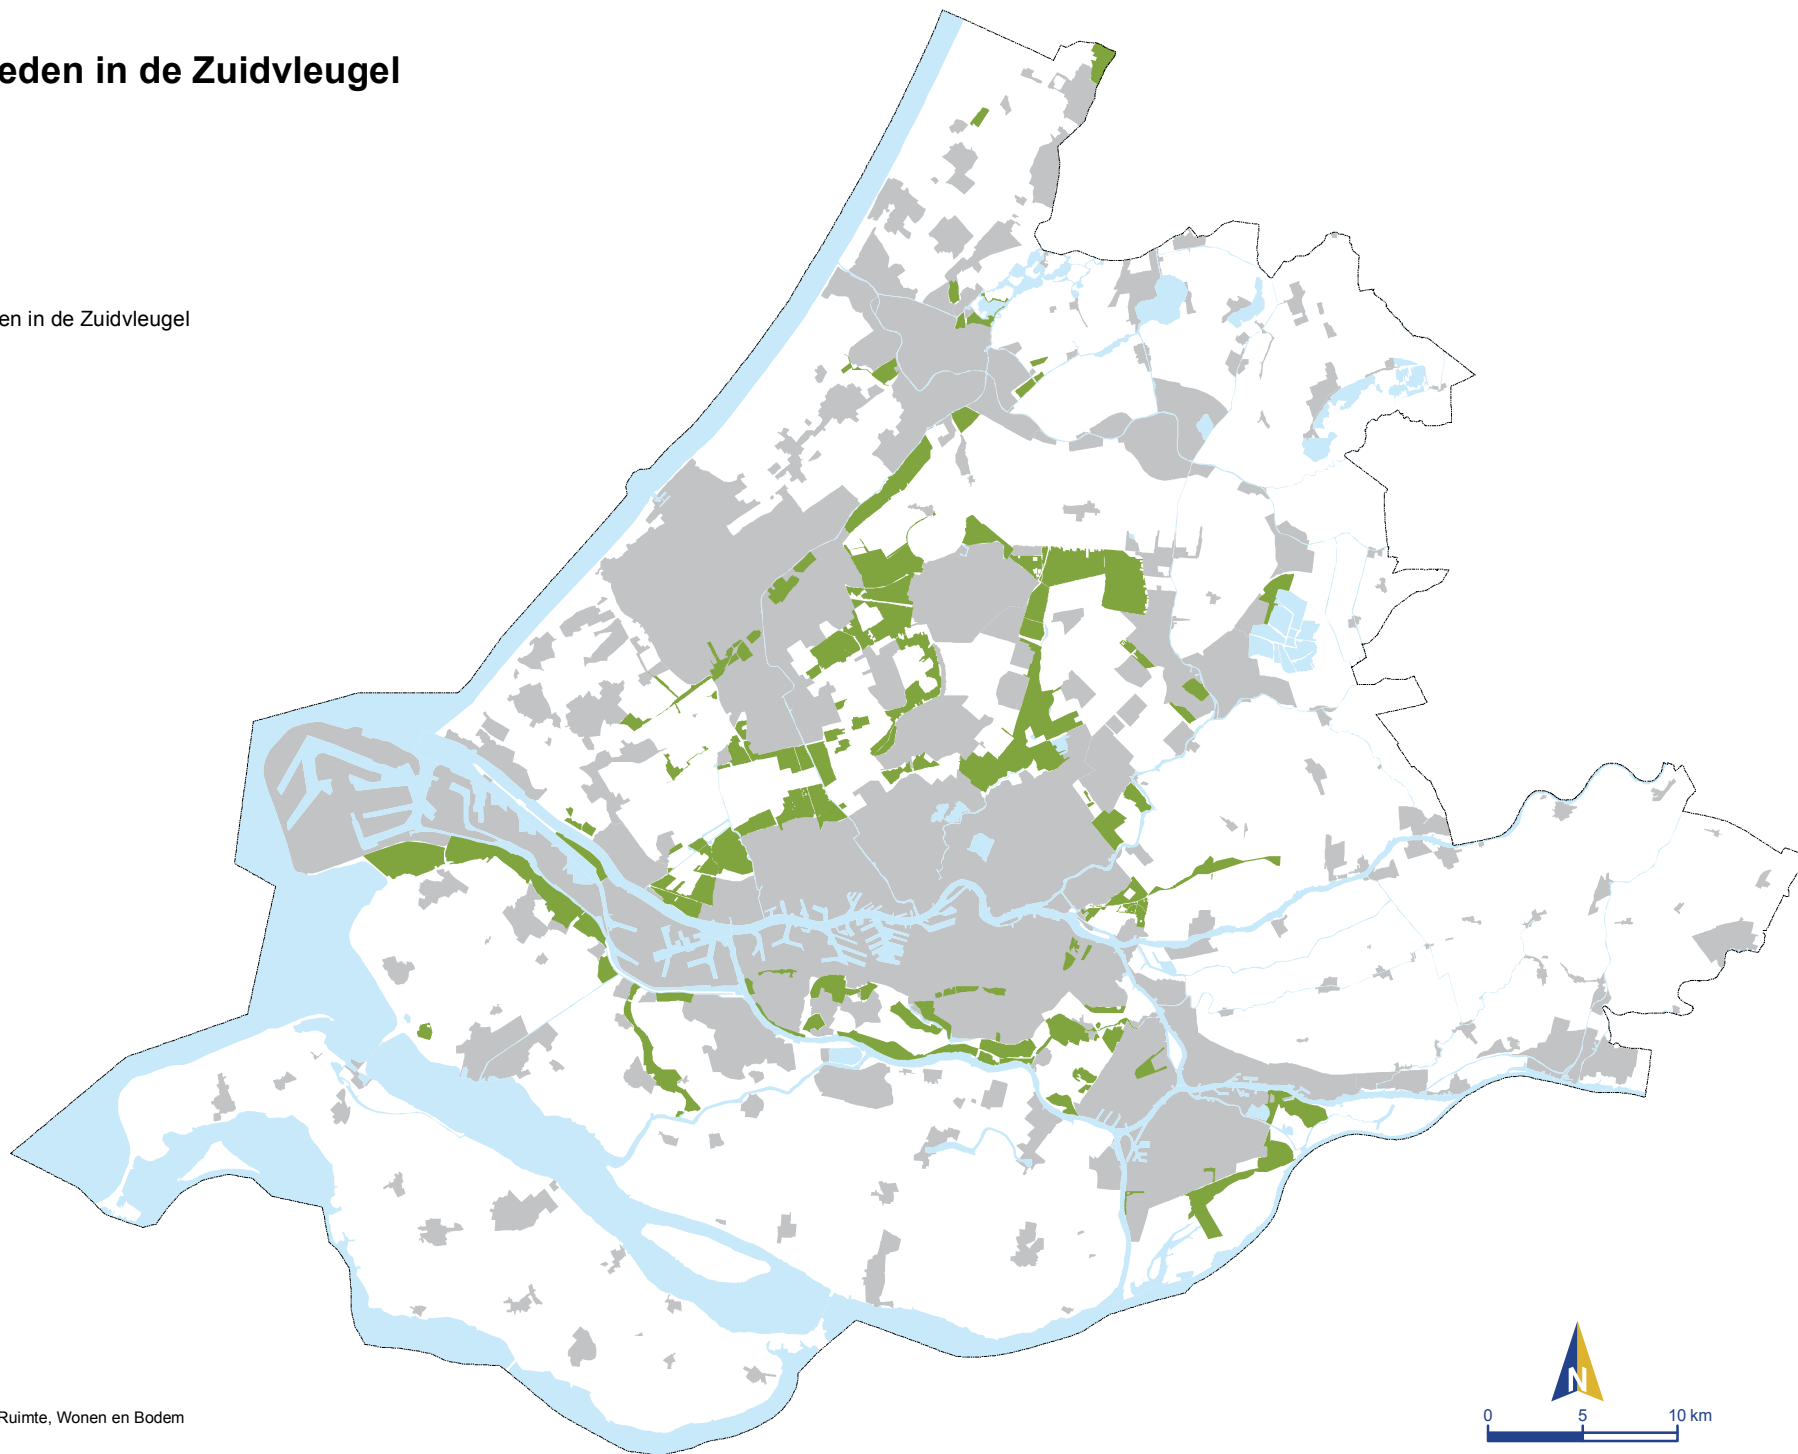 eden in de Zuidvleugel
en in de Zuidvleugel
Ruimte, Wonen en Bodem
N
0 5 10 km